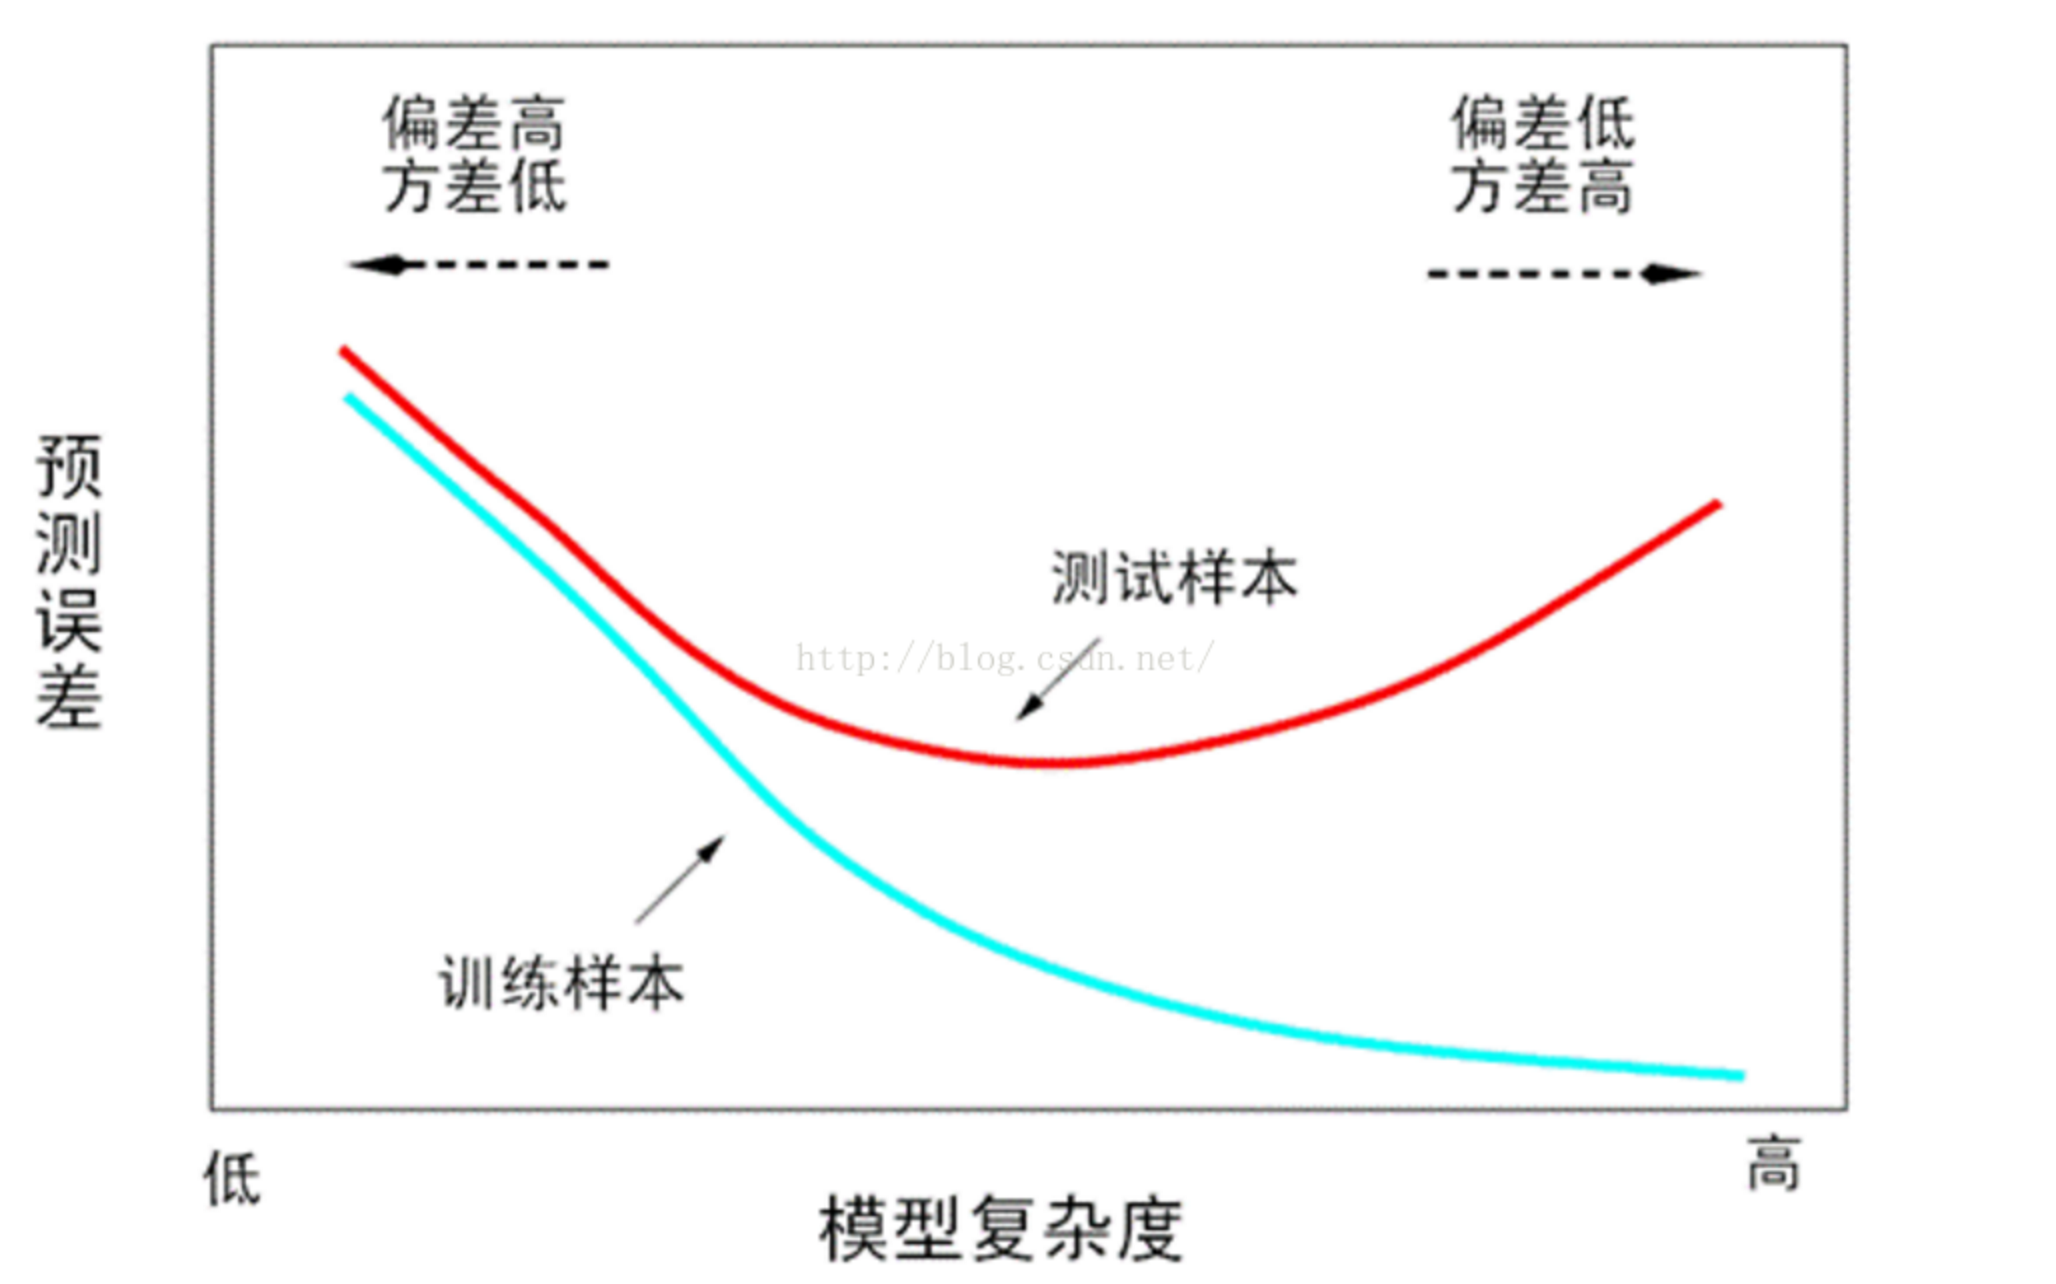 偏差高
方差低
偏差低
方差高
预测误差
测试样本
http://blog.csdn.net/
训练样本
低
高
模型复杂度